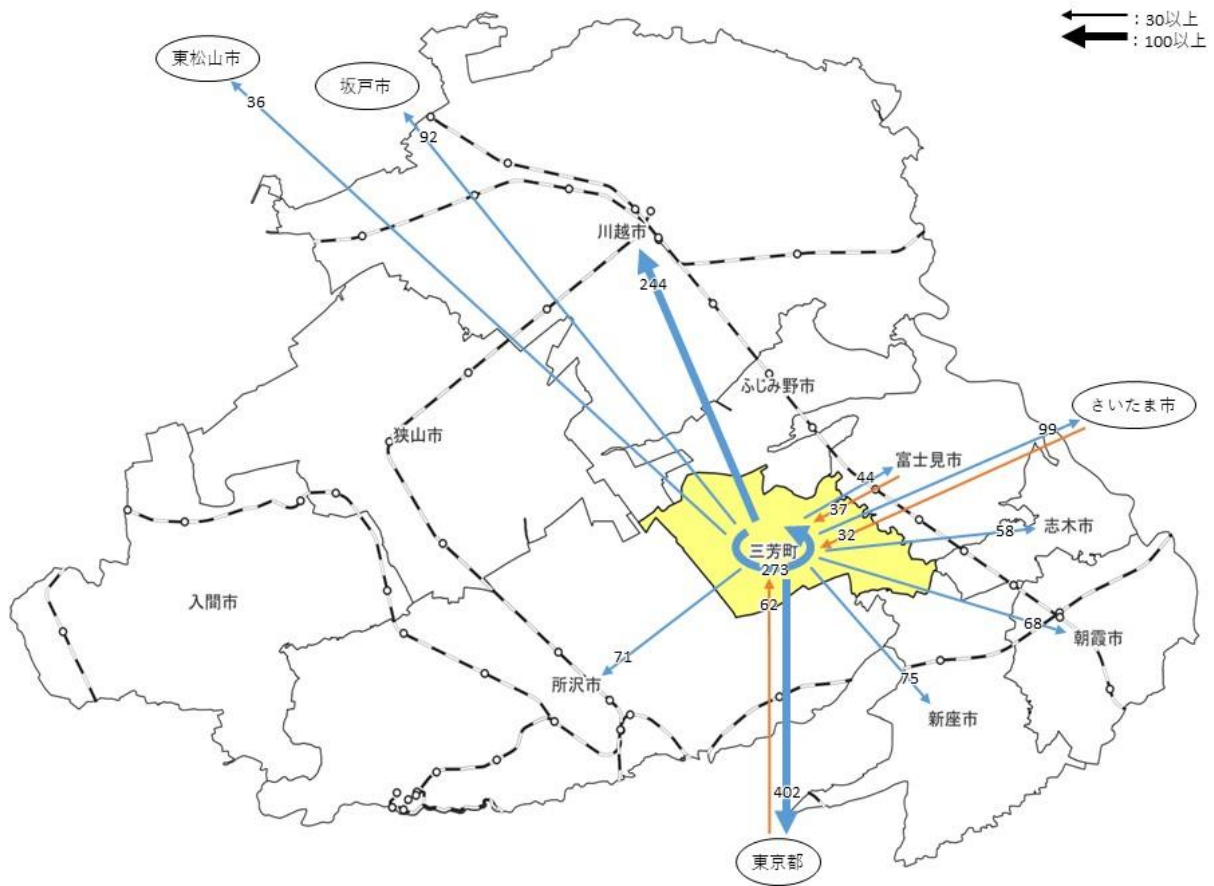 ：30以上
：100以上
東松山市
36
坂戸市
92
川越市
244
ふじみ野市
さいたま市
99
狭山市
富士見市
44
37
32
志木市
58
三芳町
273
62
入間市
68
朝霞市
71
所沢市
75
新座市
402
東京都